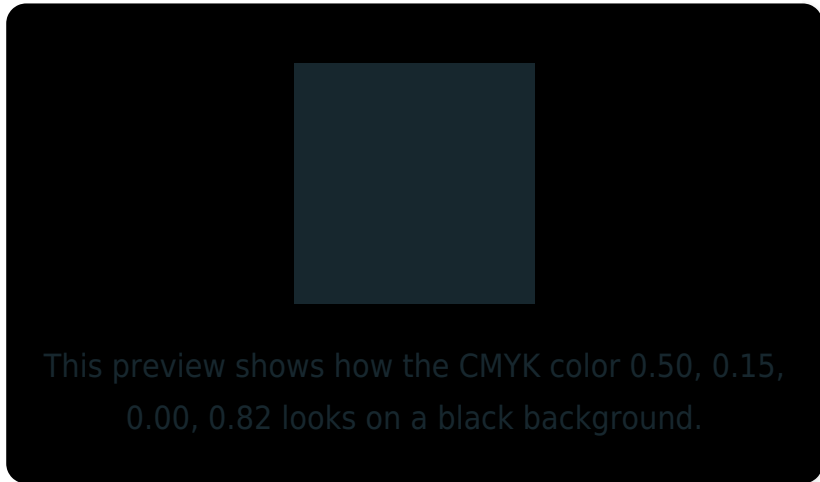 This preview shows how the CMYK color 0.50, 0.15,
0.00, 0.82 looks on a black background.